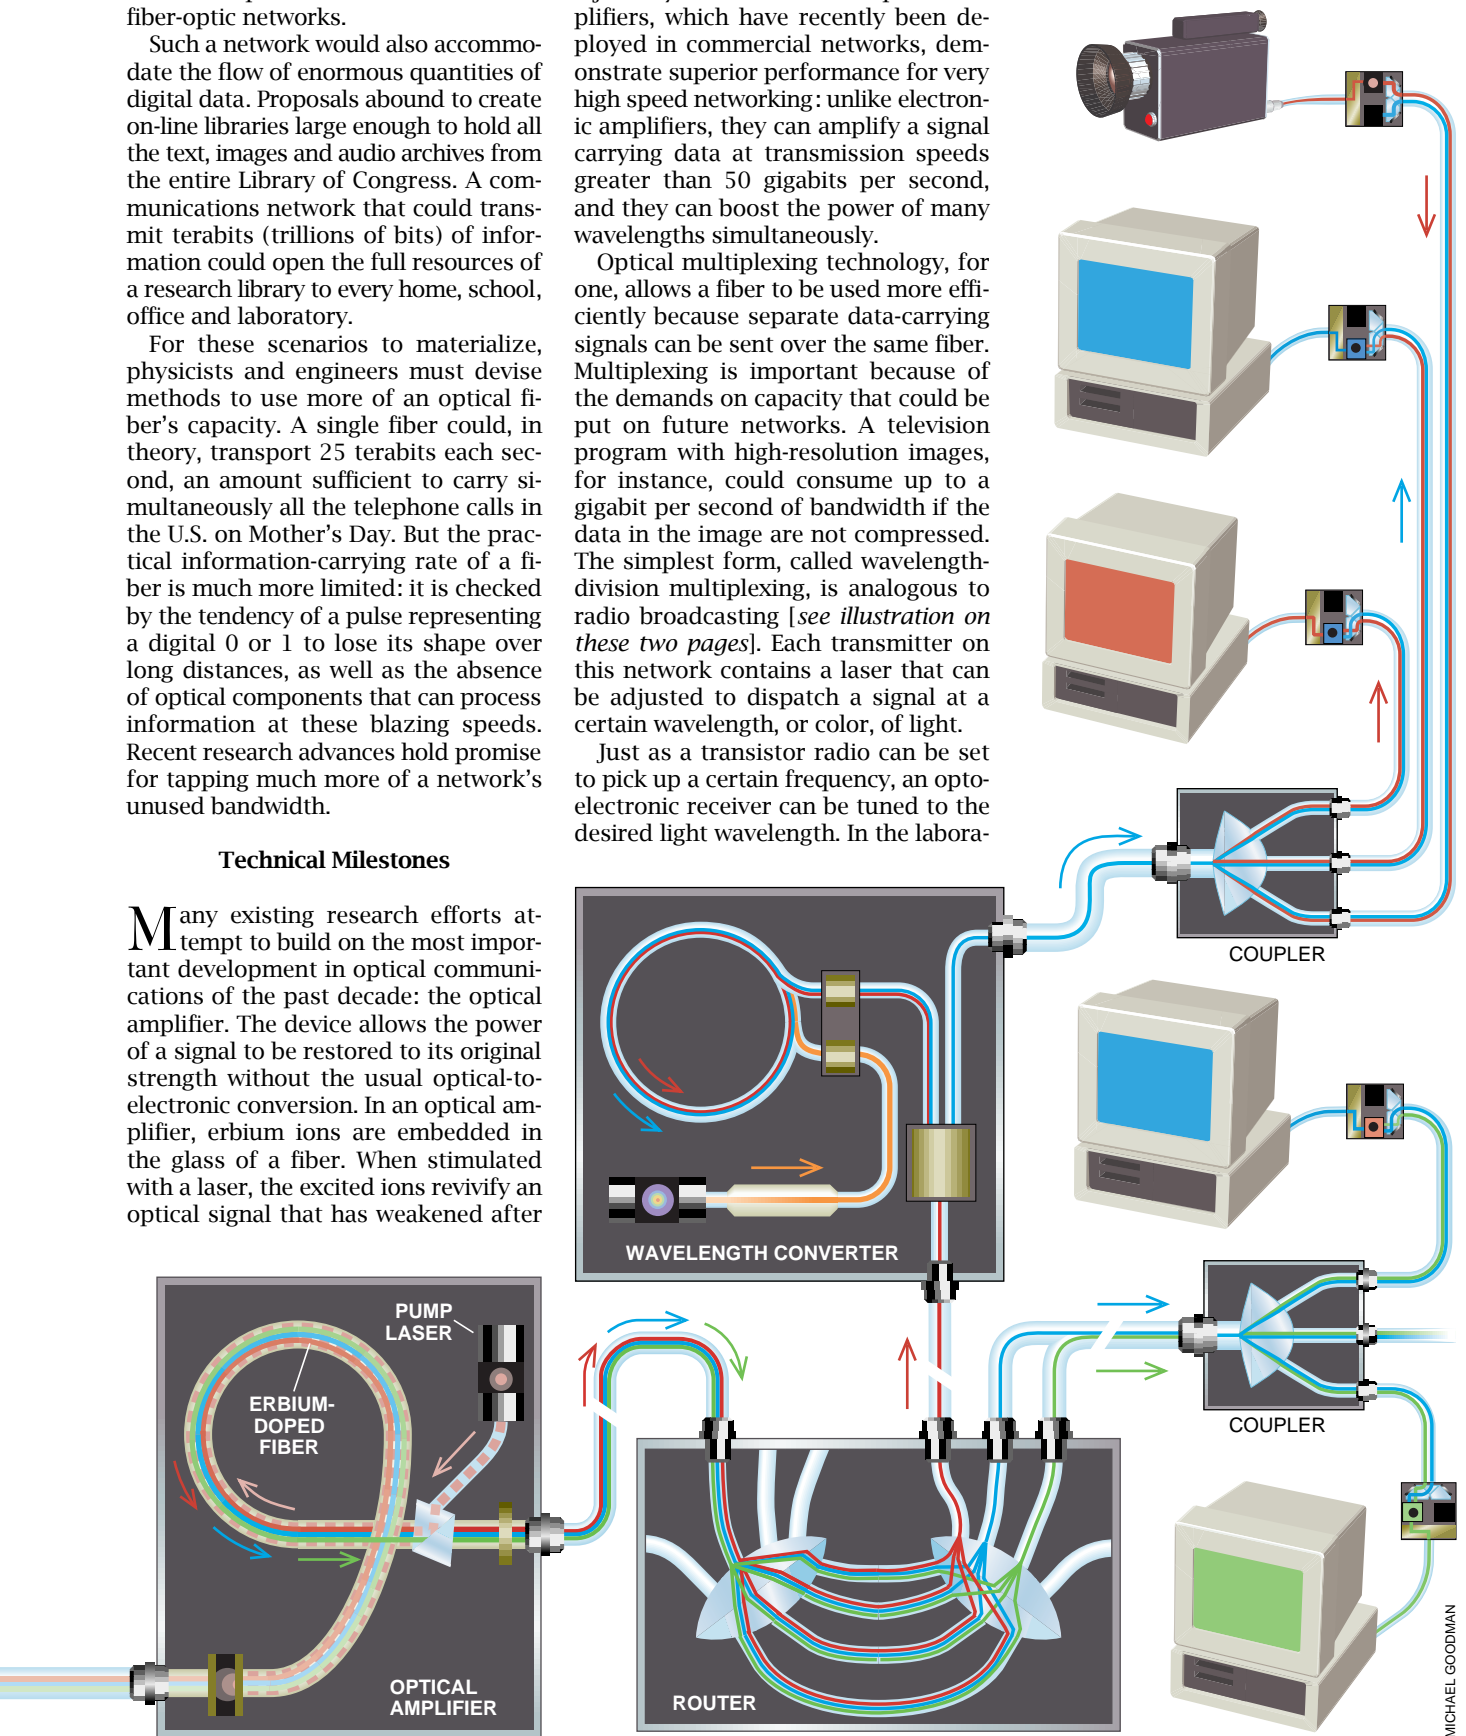 fiber-optic networks.
Such a network would also accommo-
date the flow of enormous quantities of
digital data. Proposals abound to create
on-line libraries large enough to hold all
the text, images and audio archives from
the entire Library of Congress. A com-
munications network that could trans-
mit terabits (trillions of bits) of infor-
mation could open the full resources of
a research library to every home, school,
office and laboratory.
For these scenarios to materialize,
physicists and engineers must devise
methods to use more of an optical fi-
ber's capacity. A single fiber could, in
theory, transport 25 terabits each sec-
ond, an amount sufficient to carry si-
multaneously all the telephone calls in
the U.S. on Mother's Day. But the prac-
tical information-carrying rate of a fi-
ber is much more limited: it is checked
by the tendency of a pulse representing
a digital 0 or 1 to lose its shape over
long distances, as well as the absence
of optical components that can process
information at these blazing speeds.
Recent research advances hold promise
for tapping much more of a network's
unused bandwidth.
Technical Milestones
Many existing research efforts at-
tempt to build on the most impor-
tant development in optical communi-
cations of the past decade: the optical
amplifier. The device allows the power
of a signal to be restored to its original
strength without the usual optical-to-
electronic conversion. In an optical am-
plifier, erbium ions are embedded in
the glass of a fiber. When stimulated
with a laser, the excited ions revivify an
optical signal that has weakened after
plifiers, which have recently been de-
ployed in commercial networks, dem-
onstrate superior performance for very
high speed networking: unlike electron-
ic amplifiers, they can amplify a signal
carrying data at transmission speeds
greater than 50 gigabits per second,
and they can boost the power of many
wavelengths simultaneously.
Optical multiplexing technology, for
one, allows a fiber to be used more effi-
ciently because separate data-carrying
signals can be sent over the same fiber.
Multiplexing is important because of
the demands on capacity that could be
put on future networks. A television
program with high-resolution images,
for instance, could consume up to a
gigabit per second of bandwidth if the
data in the image are not compressed.
The simplest form, called wavelength-
division multiplexing, is analogous to
radio broadcasting [see illustration on
these two pages]. Each transmitter on
this network contains a laser that can
be adjusted to dispatch a signal at a
certain wavelength, or color, of light.
Just as a transistor radio can be set
to pick up a certain frequency, an opto-
electronic receiver can be tuned to the
desired light wavelength. In the labora-
COUPLER
WAVELENGTH CONVERTER
PUMP
LASER
ERBIUM-
DOPED
FIBER
OPTICAL
AMPLIFIER
ROUTER
COUPLER
MICHAEL GOODMAN